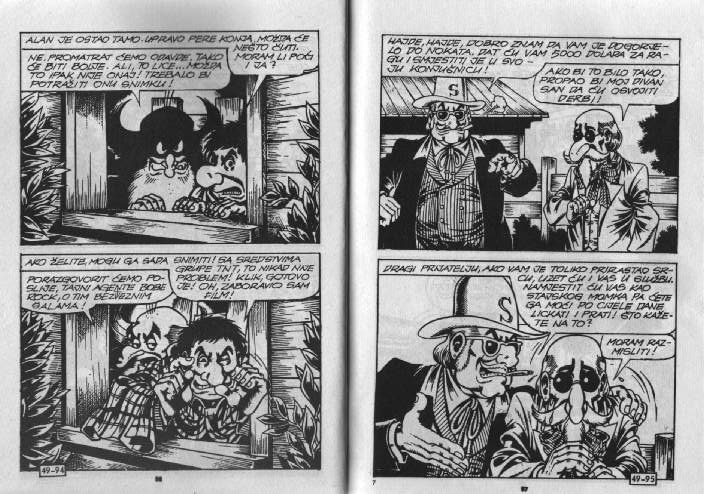 ALAN JE OSTAO TAMO. UPRAVO PERE KONJA, MOŽDA ĆE
NEŠTO ČUTI.
MORAM LI POĆI
I JA?
NE. PROMATRAT ĆEMO ODAVDE, TAKO
ĆE BITI BOLJE. ALI, TO LICE... MOŽDA
TO IPAK NIJE ONAJ! TREBALO BI
POTRAŽITI ONU SNIMKU!
AKO ŽELITE, MOGU GA SADA SNIMITI! SA SREDSTVIMA
GRUPE TNT, TO NIKAD NIJE
PROBLEM! KLIK, GOTOVO
JE! OH, ZABORAVIO SAM
FILM!
PORAZGOVORIT ĆEMO PO-
SLIJE, TAJNI AGENTE BOBE
ROCK, O TIM BEZVEZNIM
GALAMA!
49-94
96
HAJDE, HAJDE, DOBRO ZNAM DA VAM JE DOGORJE-
LO DO NOKATA. DAT ĆU VAM 5000 DOLARA ZA RA-
GU I SMJESTITI JE U SVO-
JU KONJUŠNICU!
AKO BI TO BILO TAKO,
PROPAO BI MOJ DIVAN
SAN DA ĆU OSVOJITI
DERBI!
S
DRAGI PRIJATELJU, AKO VAM JE TOLIKO PRIRASTAO SR-
CU, UZET ĆU I VAS U SLUŽBU.
NAMJESTIT ĆU VAS KAO
STAJSKOG MOMKA PA ĆETE
GA MOĆI PO CIJELE DANE
LICKATI I PRATI! ŠTO KAŽE-
TE NA TO?
MORAM RAZ-
MISLITI!
S
7
97
49-95